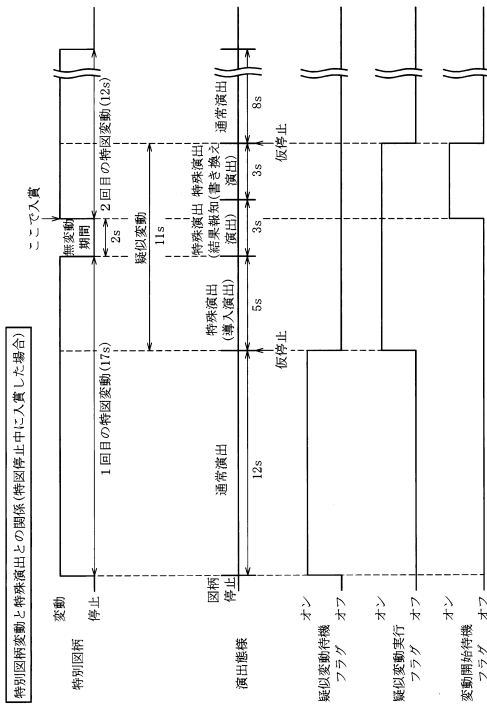 特別図柄変動と特殊演出との関係(特図停止中に入賞した場合)
ここで入賞
変動
停止
特別図柄
1回目の特図変動(17s)
無変動
期間
2s
2回目の特図変動(12s)
疑似変動
11s
図柄
停止
演出態様
通常演出
12s
特殊演出
(導入演出)
5s
特殊演出
(結果報知
演出)
3s
特殊演出
(書き換え
演出)
3s
通常演出
8s
仮停止
仮停止
オン
オフ
疑似変動待機
フラグ
オン
オフ
疑似変動実行
フラグ
オン
オフ
変動開始待機
フラグ